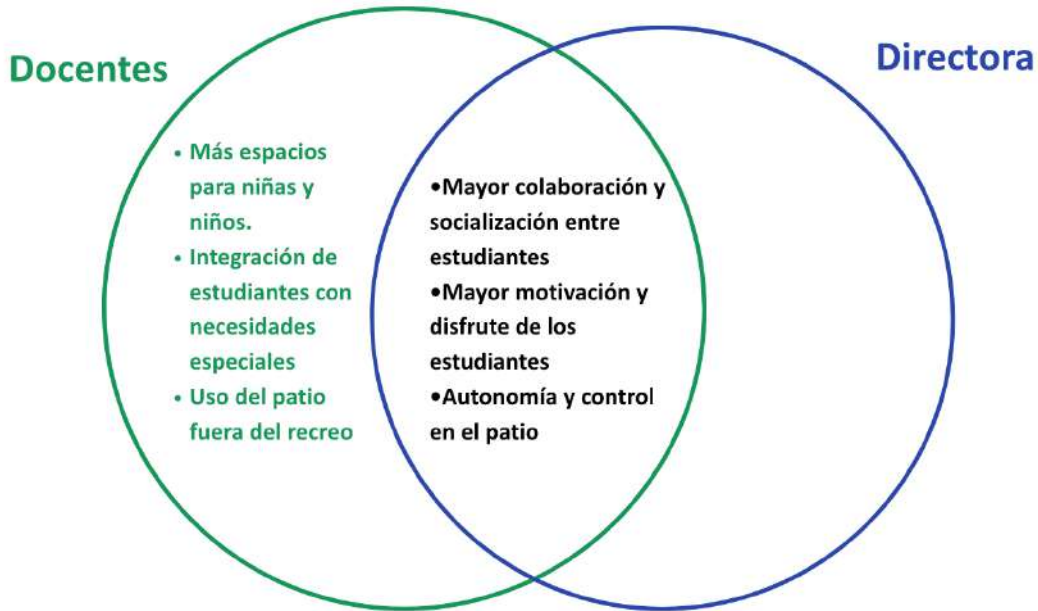 Docentes
Directora
• Más espacios
para niñas y
niños.
• Integración de
estudiantes con
necesidades
especiales
• Uso del patio
fuera del recreo
•Mayor colaboración y
socialización entre
estudiantes
•Mayor motivación y
disfrute de los
estudiantes
•Autonomía y control
en el patio